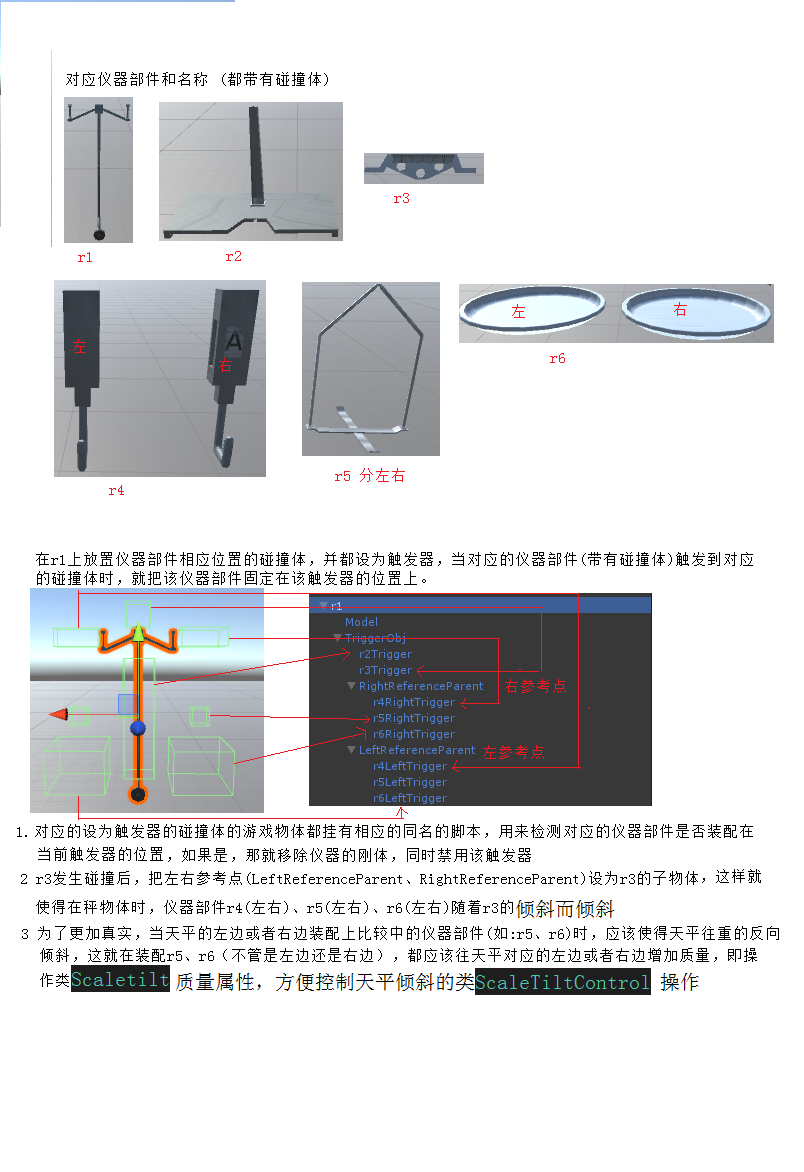 对应仪器部件和名称 (都带有碰撞体)
r1
r2
r3
左
A
右
r4
r5 分左右
左
右
r6
在r1上放置仪器部件相应位置的碰撞体，并都设为触发器，当对应的仪器部件(带有碰撞体)触发到对应
的碰撞体时，就把该仪器部件固定在该触发器的位置上。
r1
Model
TriggerObj
r2Trigger
r3Trigger
RightReferenceParent 右参考点
r4RightTrigger
r5RightTrigger
r6RightTrigger
LeftReferenceParent 左参考点
r4LeftTrigger
r5LeftTrigger
r6LeftTrigger
1.对应的设为触发器的碰撞体的游戏物体都挂有相应的同名的脚本，用来检测对应的仪器部件是否装配在
当前触发器的位置，如果是，那就移除仪器的刚体，同时禁用该触发器
2 r3发生碰撞后，把左右参考点(LeftReferenceParent、RightReferenceParent)设为r3的子物体，这样就
使得在秤物体时，仪器部件r4(左右)、r5(左右)、r6(左右)随着r3的倾斜而倾斜
3 为了更加真实，当天平的左边或者右边装配上比较中的仪器部件(如:r5、r6)时，应该使得天平往重的反向
倾斜，这就在装配r5、r6（不管是左边还是右边），都应该往天平对应的左边或者右边增加质量，即操
作类Scaletilt 质量属性，方便控制天平倾斜的类ScaleTiltControl 操作